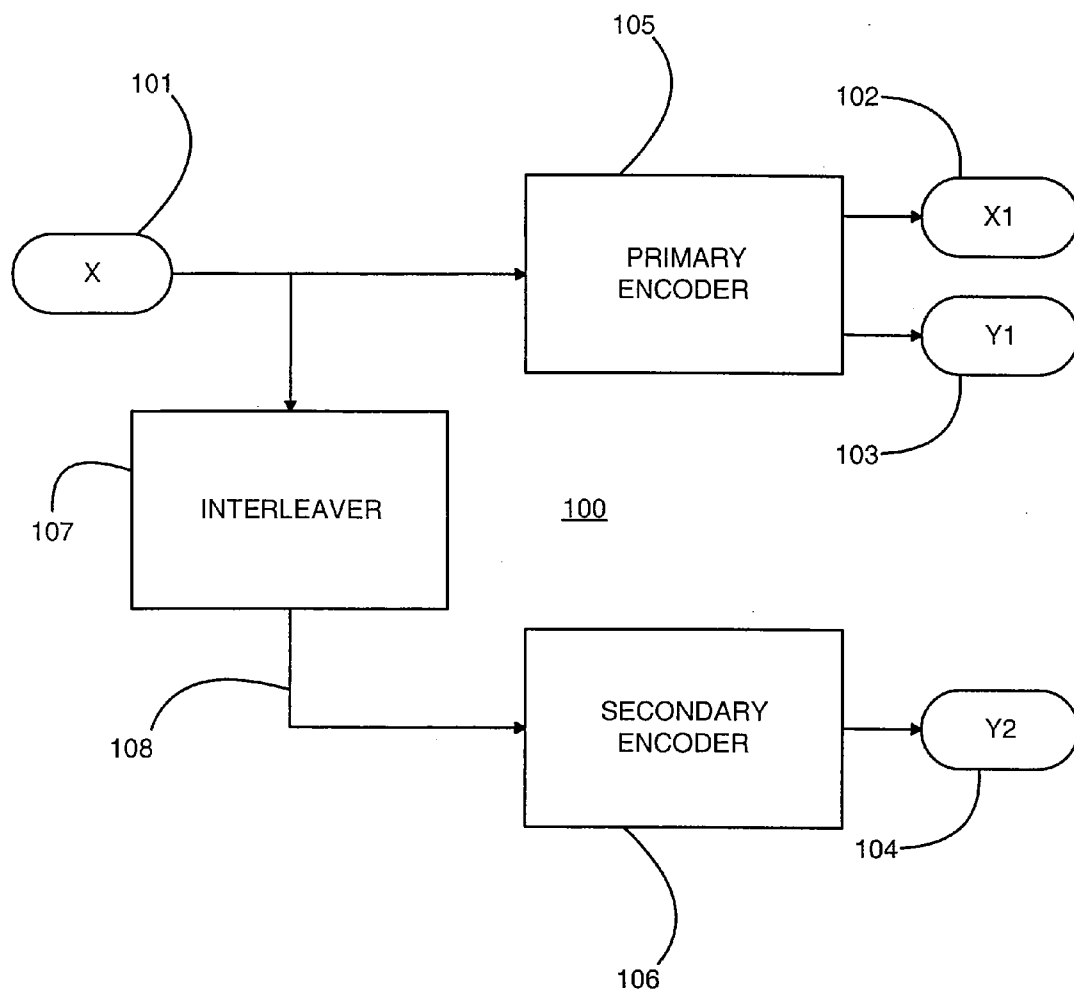 105
101
102
X1
PRIMARY
ENCODER
X
Y1
103
INTERLEAVER
100
107
SECONDARY
ENCODER
Y2
108
104
106